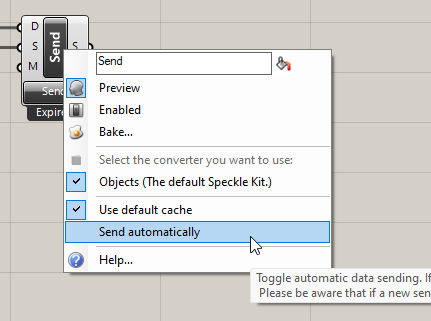 D
S
M
Send
S
Send
Expire
Send
Preview
Enabled
Bake...
Select the converter you want to use:
Objects (The default Speckle Kit.)
Use default cache
Send automatically
Help...
Toggle automatic data sending. If
Please be aware that if a new sen